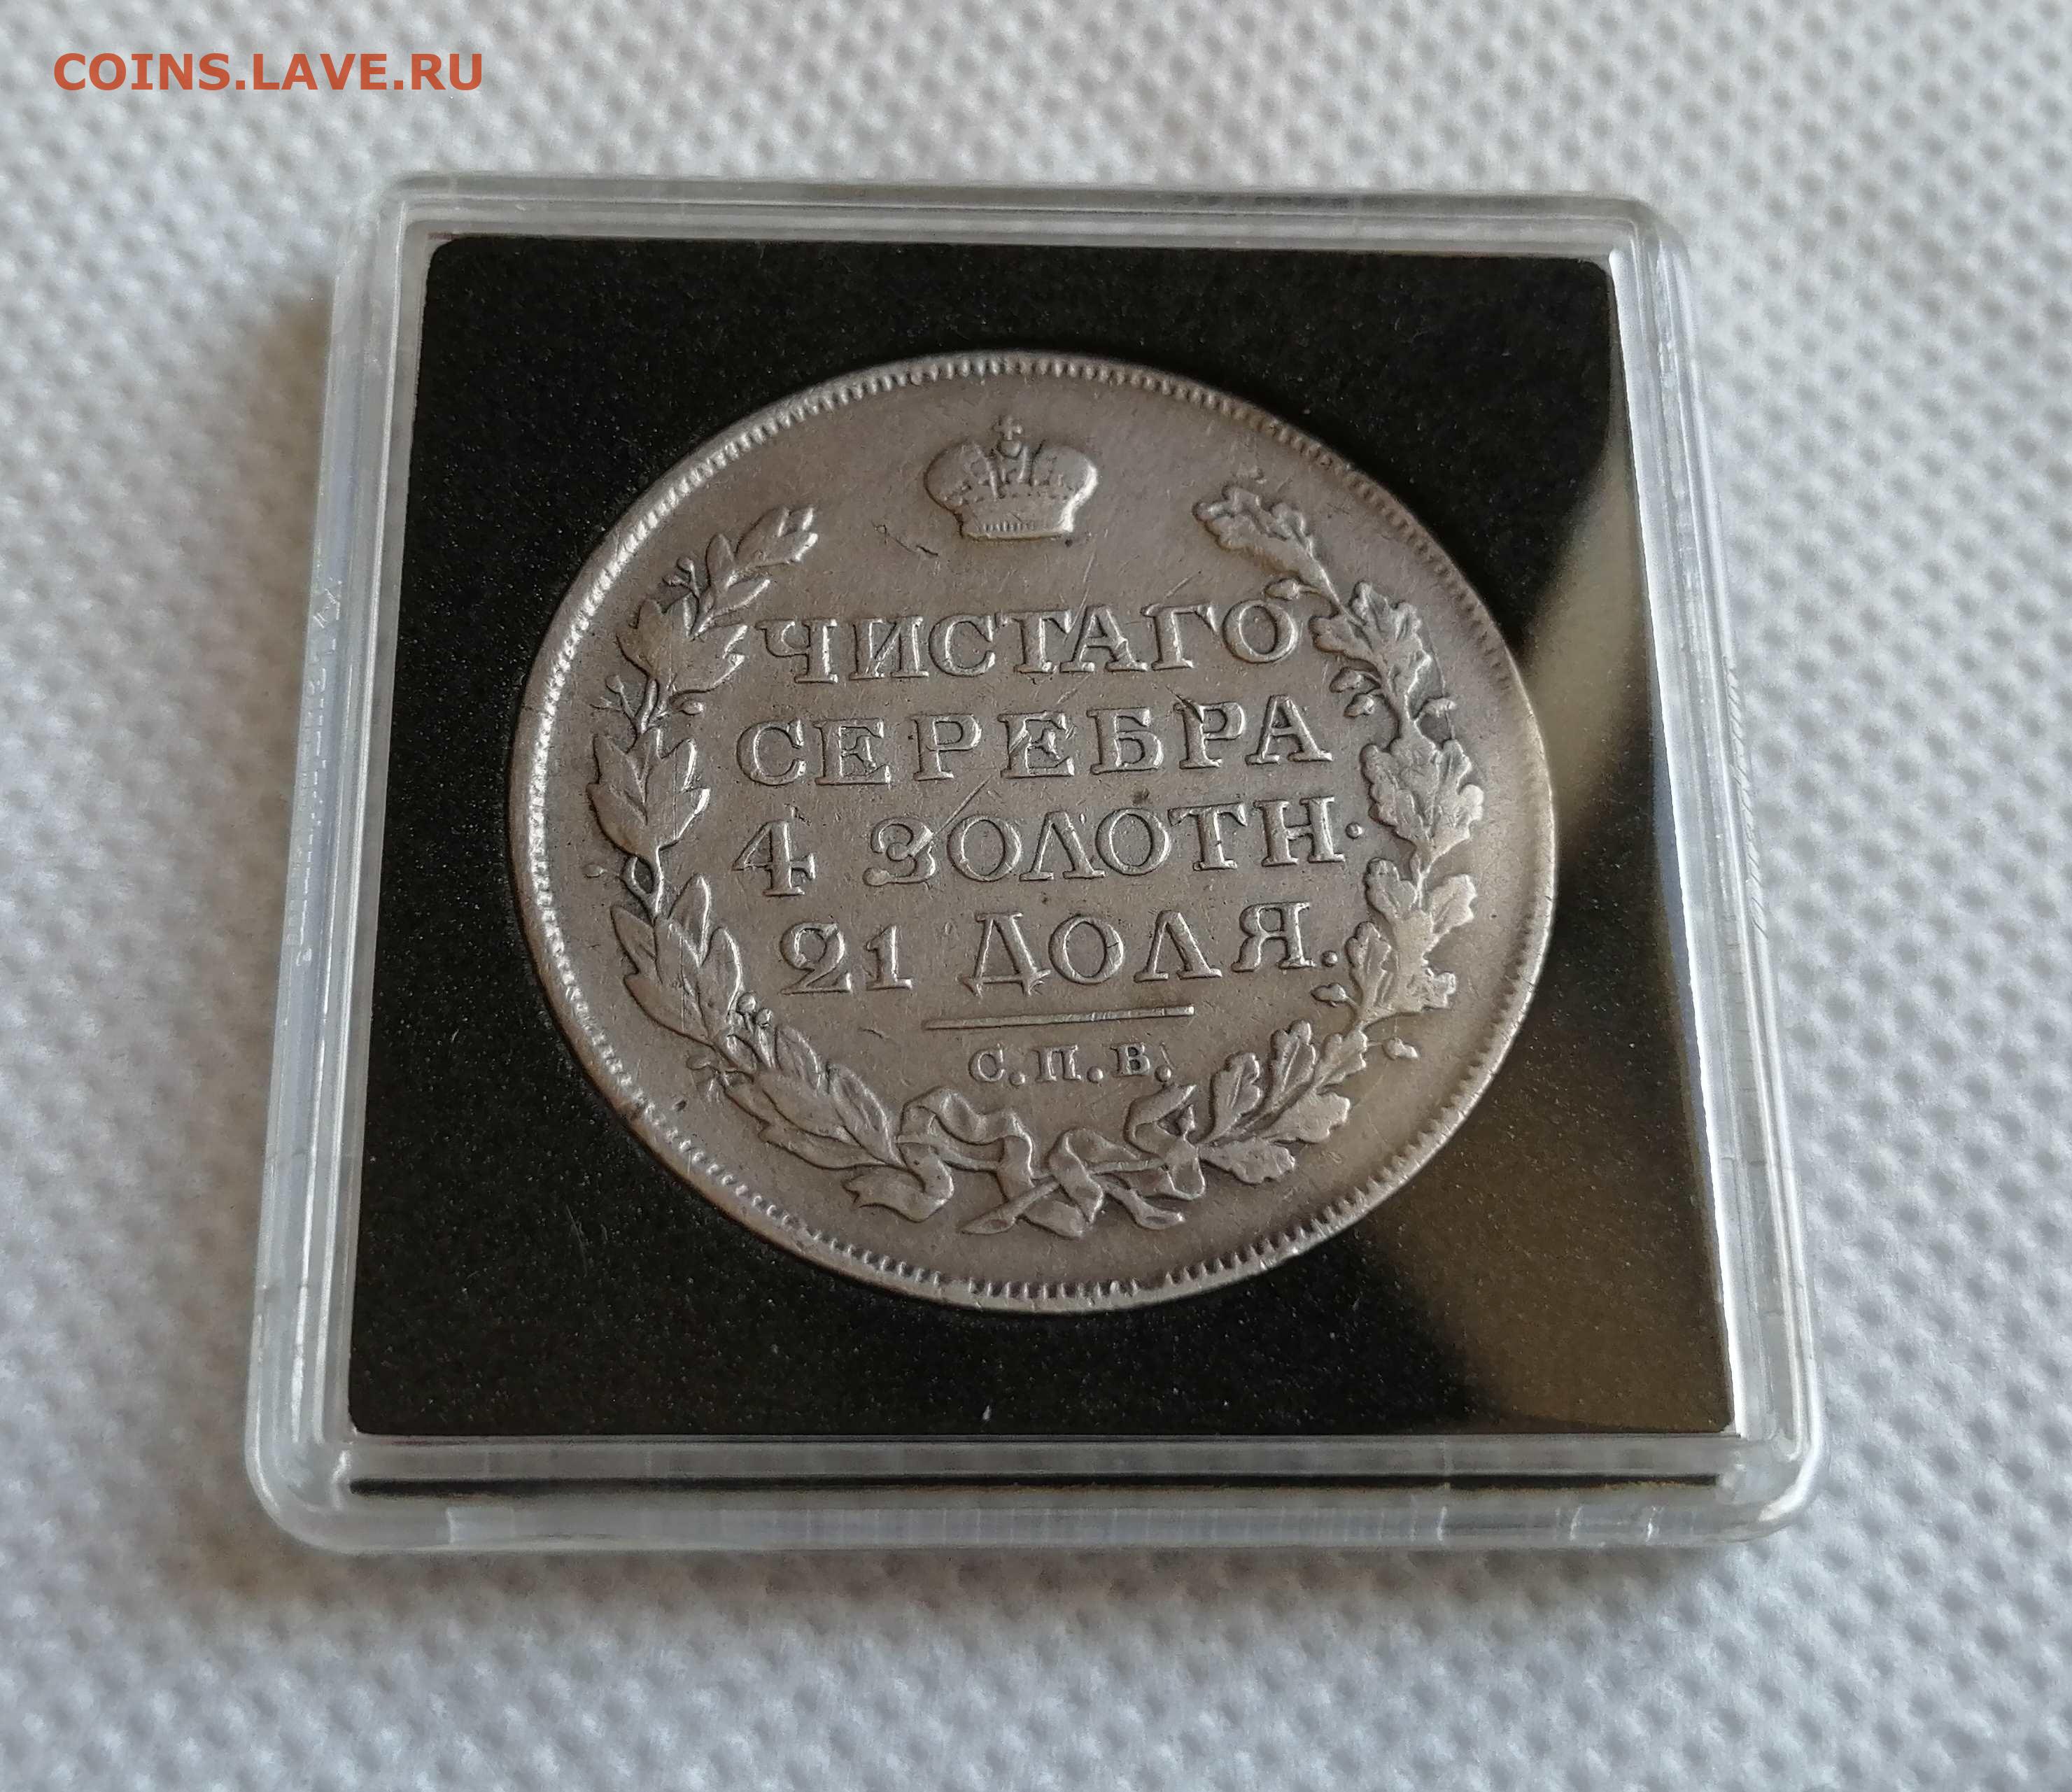 COINS.LAVE.RU
ЧИСТАГО
СЕРЕБРА
4 ЗОЛОТН.
21 ДОЛЯ.
С.П.Б.